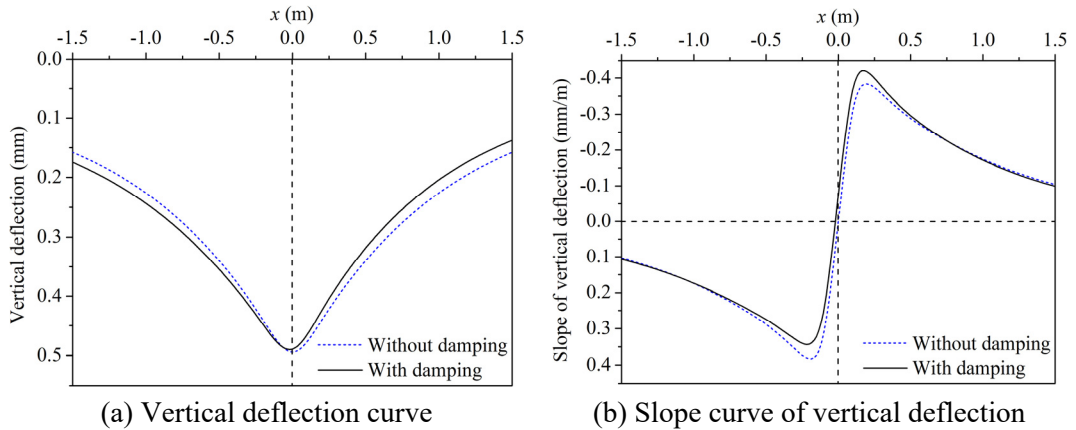 x (m)
-1.5 -1.0 -0.5 0.0 0.5 1.0 1.5
0.0
0.1
0.2
0.3
0.4
0.5
Vertical deflection (mm)
Without damping
With damping
(a) Vertical deflection curve
x (m)
-1.5 -1.0 -0.5 0.0 0.5 1.0 1.5
-0.4
-0.3
-0.2
-0.1
0.0
0.1
0.2
0.3
0.4
Slope of vertical deflection (mm/m)
Without damping
With damping
(b) Slope curve of vertical deflection